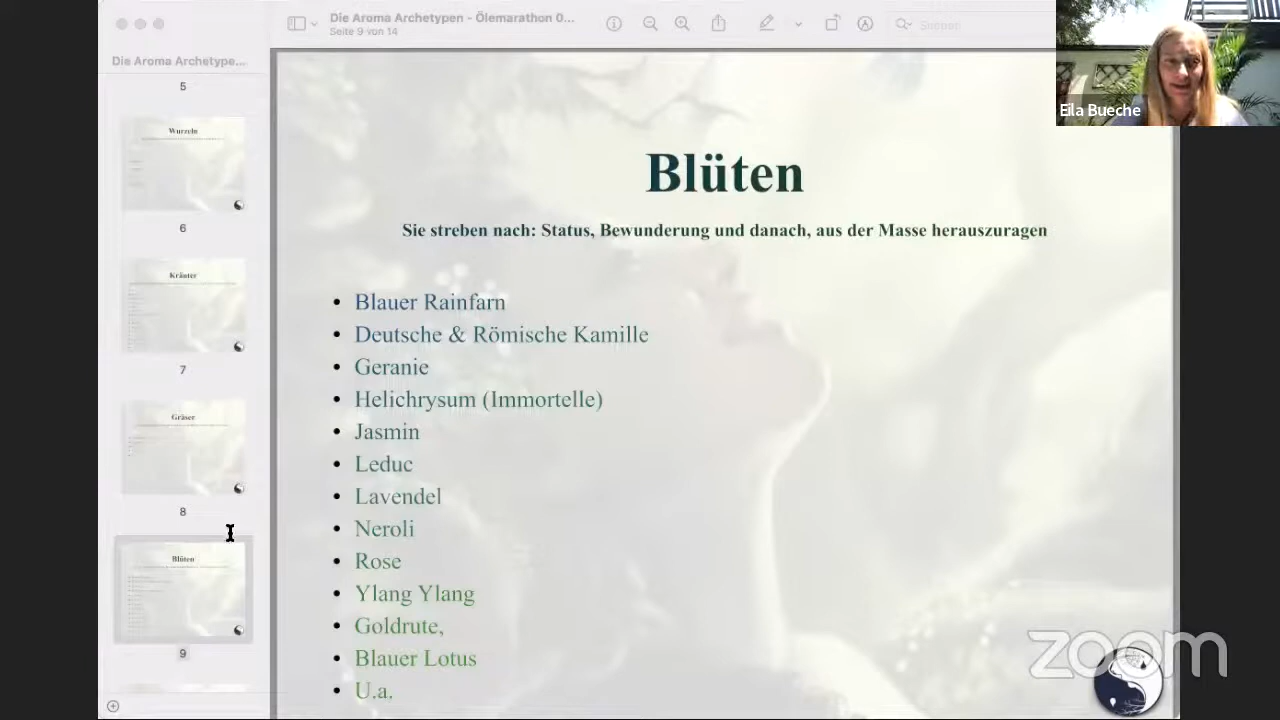 Die Aroma Archetypen - Ölemarathon 0...
Seite 9 von 14
Suchen
Die Aroma Archetype...
5
Wurzeln
6
Kräuter
7
Gräser
8
Blüten
9
Blüten
Sie streben nach: Status, Bewunderung und danach, aus der Masse herauszuragen
• Blauer Rainfarn
• Deutsche & Römische Kamille
• Geranie
• Helichrysum (Immortelle)
• Jasmin
• Leduc
• Lavendel
• Neroli
• Rose
• Ylang Ylang
• Goldrute,
• Blauer Lotus
• U.a.
Eila Bueche
zoom